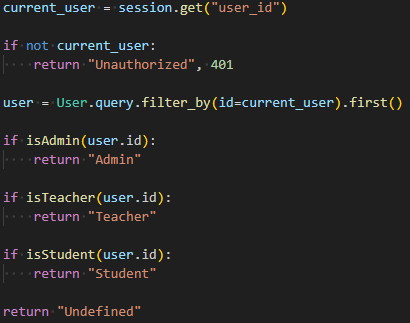 current_user = session.get("user_id")
if not current_user:
    return "Unauthorized", 401
user = User.query.filter_by(id=current_user).first()
if isAdmin(user.id):
    return "Admin"
if isTeacher(user.id):
    return "Teacher"
if isStudent(user.id):
    return "Student"
return "Undefined"